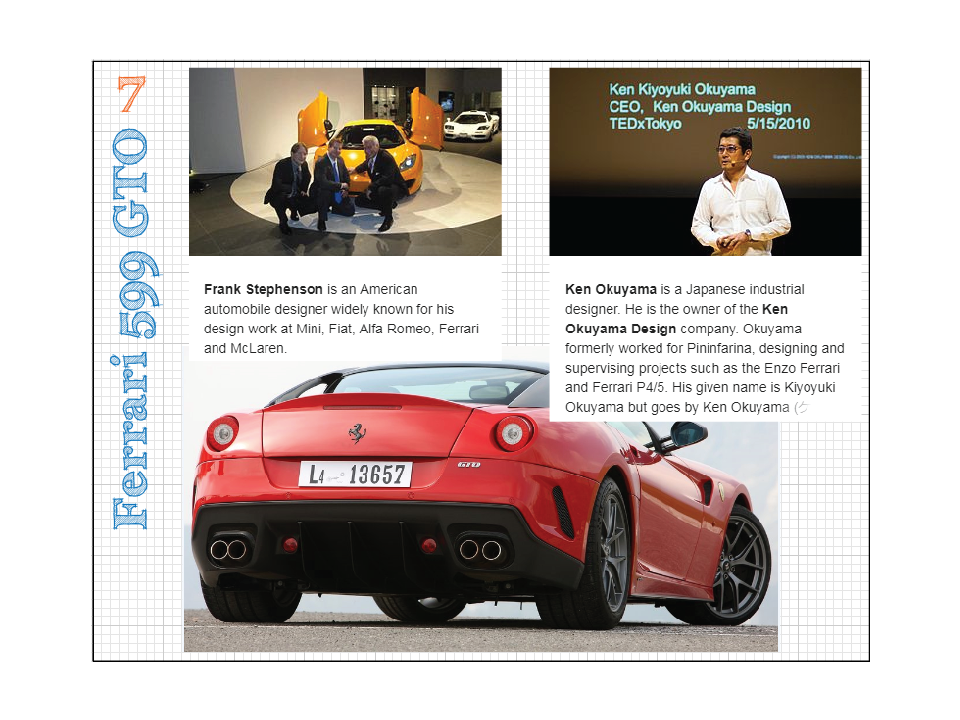 Ferrari 599 GTO 7
Ken Kiyoyuki Okuyama
CEO, Ken Okuyama Design
TEDxTokyo 5/15/2010
Frank Stephenson is an American
automobile designer widely known for his
design work at Mini, Fiat, Alfa Romeo, Ferrari
and McLaren.
Ken Okuyama is a Japanese industrial
designer. He is the owner of the Ken
Okuyama Design company. Okuyama
formerly worked for Pininfarina, designing and
supervising projects such as the Enzo Ferrari
and Ferrari P4/5. His given name is Kiyoyuki
Okuyama but goes by Ken Okuyama (ケ
GTO
L4 13657